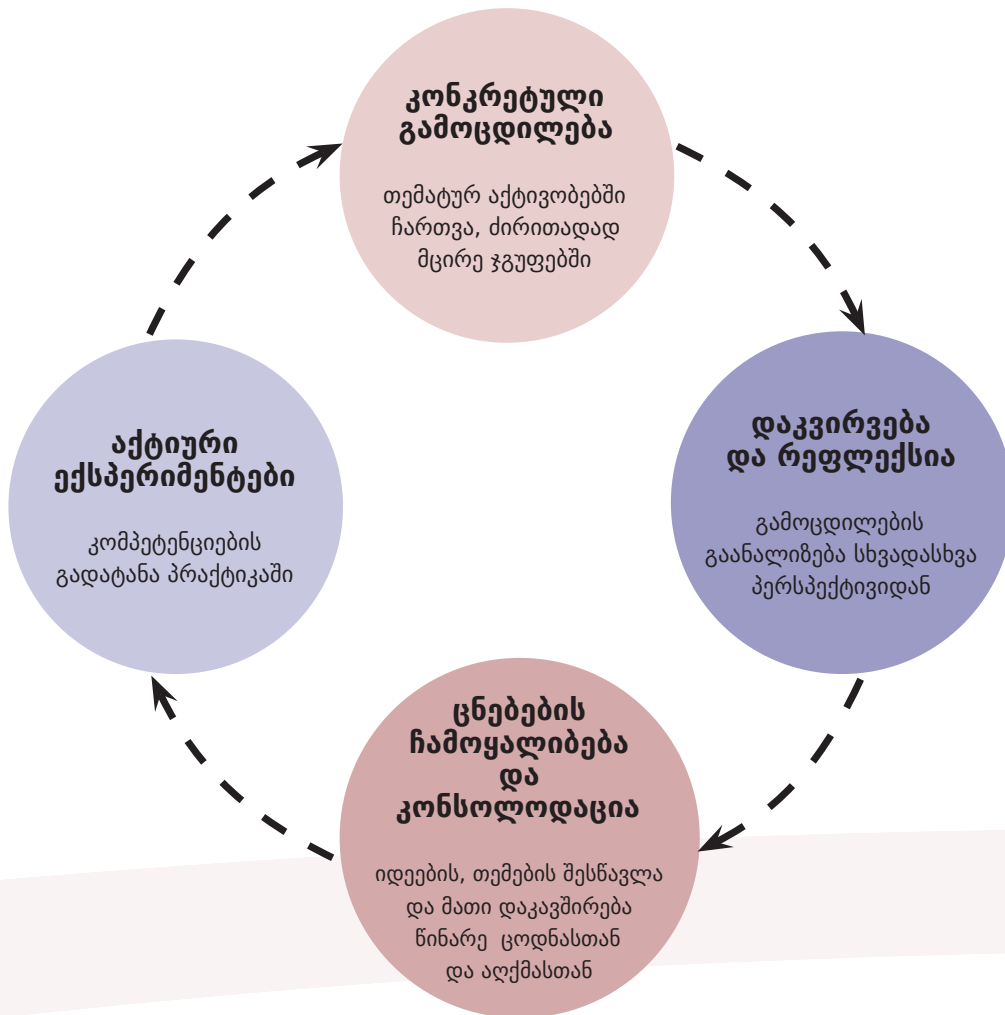 კონკრეტული
გამოცდილება
თემატურ აქტივობებში
ჩართვა, ძირითადად
მცირე ჯგუფებში
დაკვირვება
და რეფლექსია
გამოცდილების
გაანალიზება სხვადასხვა
პერსპექტივიდან
ცნებების
ჩამოყალიბება
და
კონსოლოდაცია
იდეების, თემების შესწავლა
და მათი დაკავშირება
წინარე ცოდნასთან
და აღქმასთან
აქტიური
ექსპერიმენტები
კომპეტენციების
გადატანა პრაქტიკაში